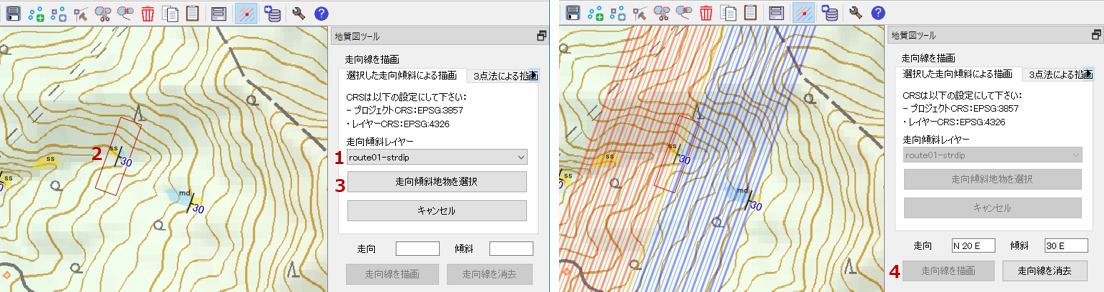 地質図ツール
走向線を描画
選択した走向傾斜による描画
3点法による描
CRSは以下の設定にして下さい:
- プロジェクトCRS:EPSG:3857
・レイヤーCRS:EPSG:4326
走向傾斜レイヤー
1
route01-strdip
3
走向傾斜地物を選択
キャンセル
走向
傾斜
走向線を描画
走向線を消去
ss
2
ss
30
ss
md
30
地質図ツール
走向線を描画
選択した走向傾斜による描画
3点法による描
CRSは以下の設定にして下さい:
- プロジェクトCRS:EPSG:3857
・レイヤーCRS:EPSG:4326
走向傾斜レイヤー
route01-strdip
走向傾斜地物を選択
キャンセル
走向 N 20 E 傾斜 30 E
4
走向線を描画
走向線を消去
ss
ss
30
md
30